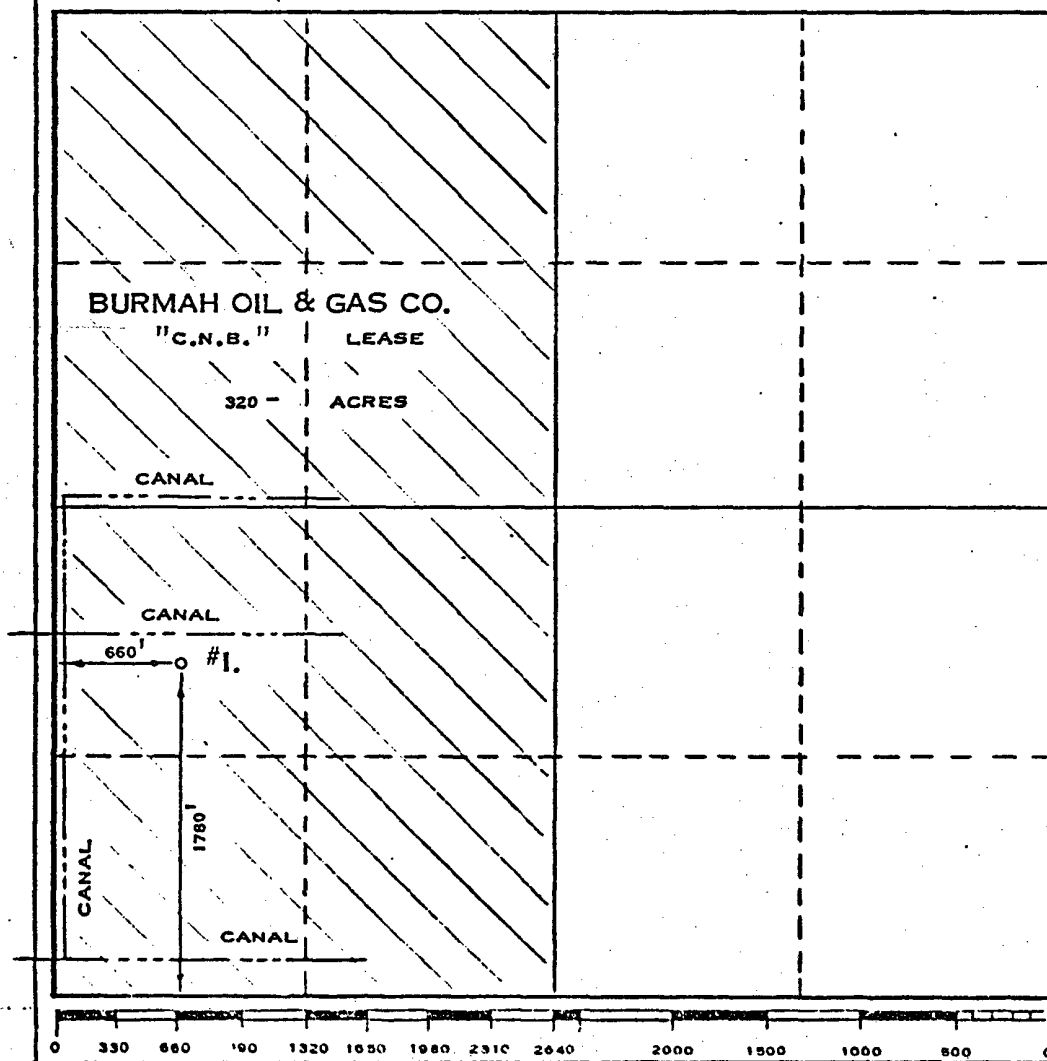 BURMAH OIL & GAS CO.
"C.N.B." LEASE
320 - ACRES
CANAL
CANAL
660' #1.
1780'
CANAL
CANAL
0 330 660 190 1320 1650 1980 2310 2640 2000 1500 1000 500